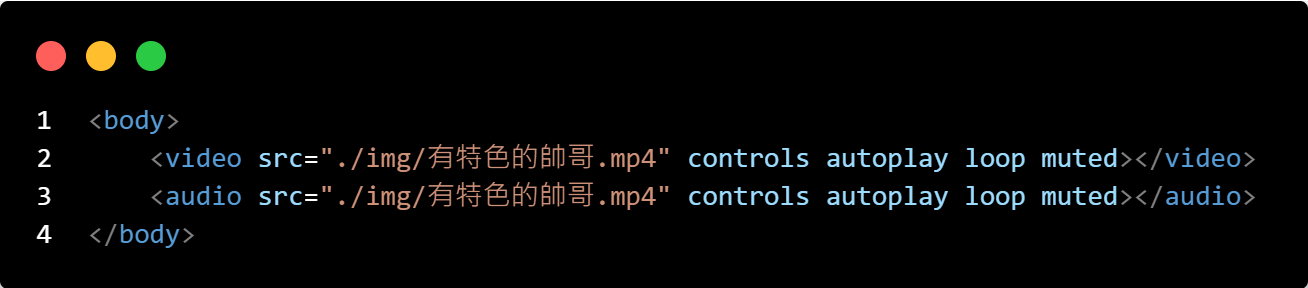 1 <body>
2     <video src="./img/有特色的帥哥.mp4" controls autoplay loop muted></video>
3     <audio src="./img/有特色的帥哥.mp4" controls autoplay loop muted></audio>
4 </body>